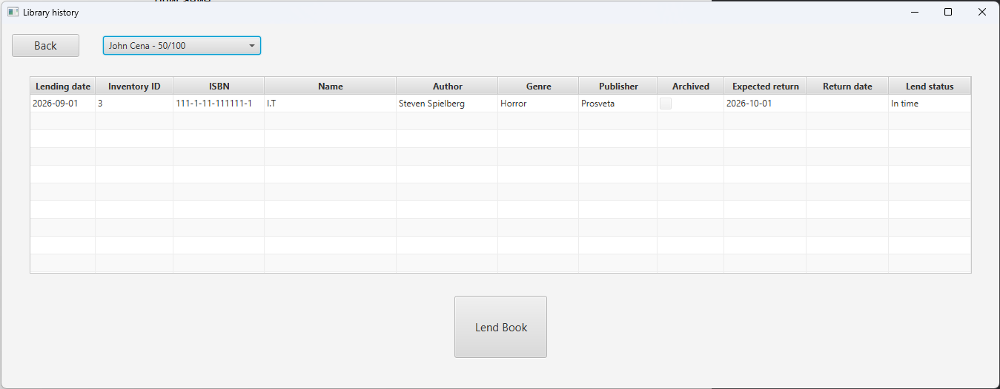 Library history
Back
John Cena - 50/100
Lending date Inventory ID ISBN Name Author Genre Publisher Archived Expected return Return date Lend status
2026-09-01 3 111-1-11-111111-1 I.T Steven Spielberg Horror Prosveta 2026-10-01 In time
Lend Book